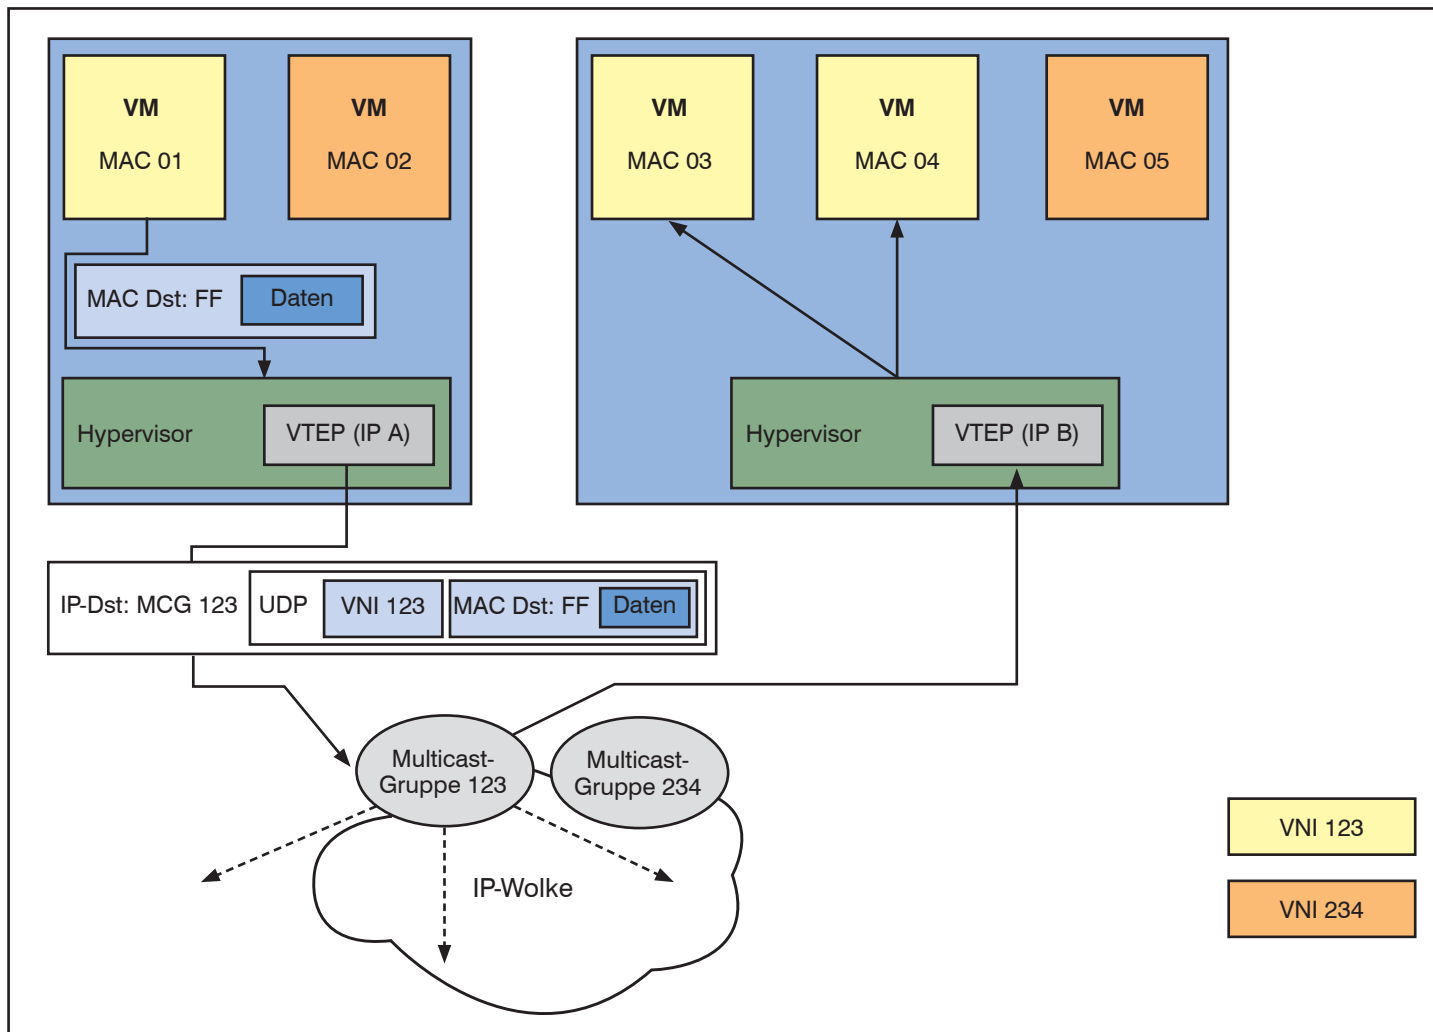 VM
MAC 01
VM
MAC 02
VM
MAC 03
VM
MAC 04
VM
MAC 05
MAC Dst: FF
Daten
Hypervisor
VTEP (IP A)
Hypervisor
VTEP (IP B)
IP-Dst: MCG 123
UDP
VNI 123
MAC Dst: FF
Daten
Multicast-
Gruppe 123
Multicast-
Gruppe 234
IP-Wolke
VNI 123
VNI 234